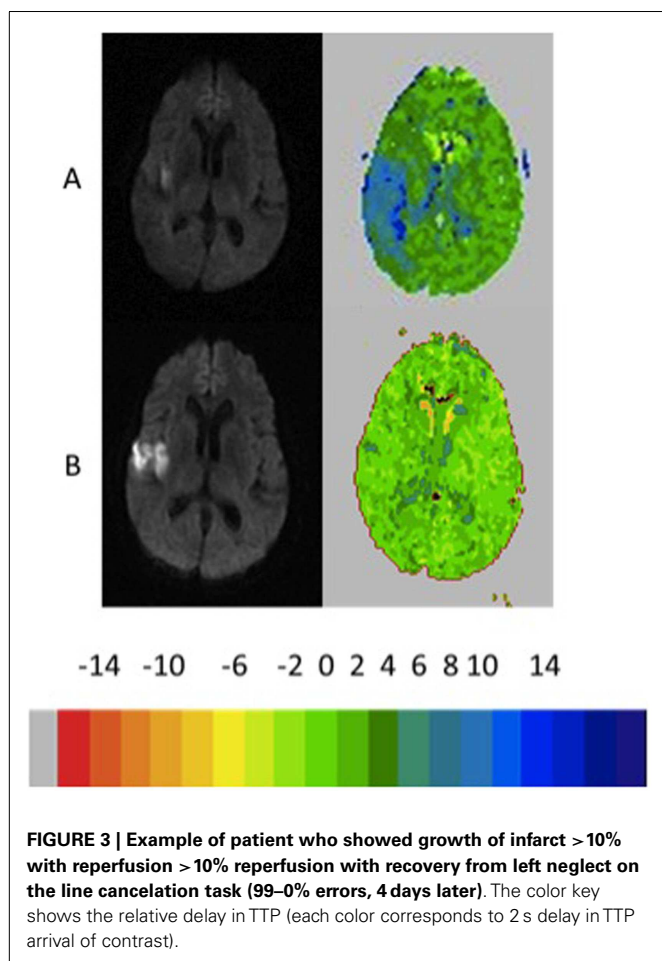 A
B
-14 -10 -6 -2 0 2 4 6 8 10 14
FIGURE 3 | Example of patient who showed growth of infarct >10%
with reperfusion >10% reperfusion with recovery from left neglect on
the line cancelation task (99–0% errors, 4 days later). The color key
shows the relative delay in TTP (each color corresponds to 2 s delay in TTP
arrival of contrast).